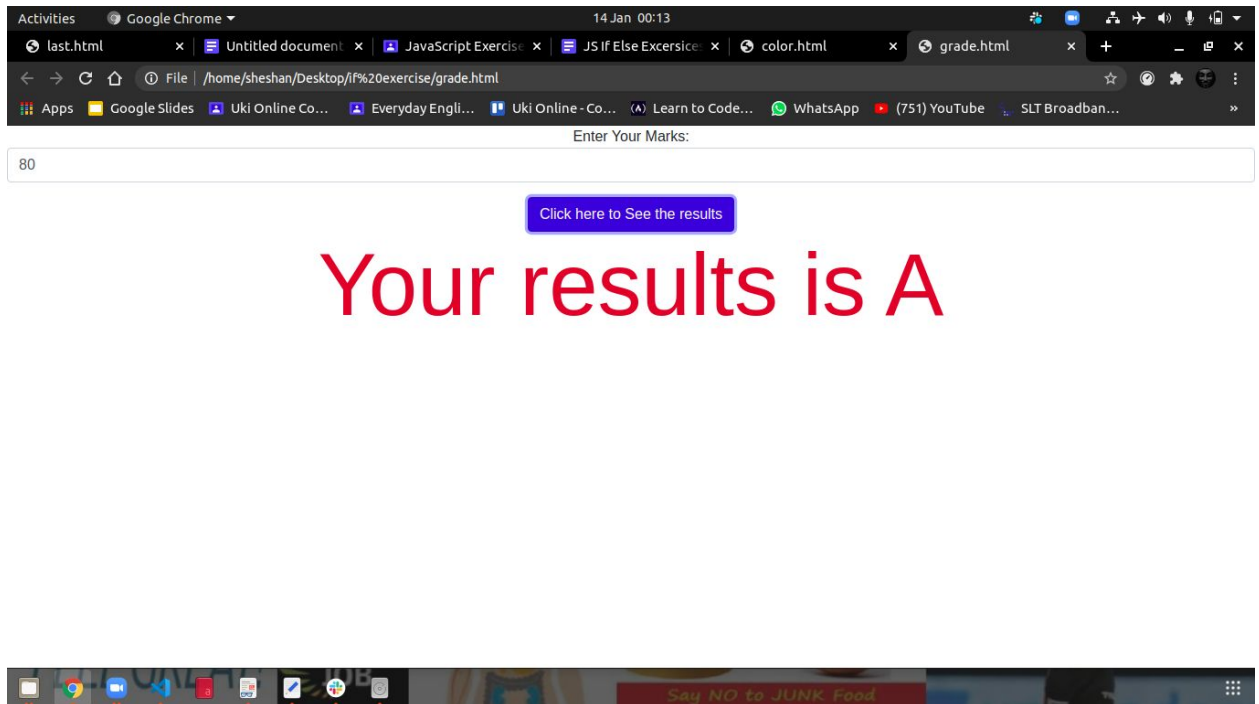 Activities Google Chrome 14 Jan 00:13
last.html Untitled document JavaScript Exercise JS If Else Excersices color.html grade.html
File /home/sheshan/Desktop/if%20exercise/grade.html
Apps Google Slides Uki Online Co... Everyday Engli... Uki Online - Co... Learn to Code... WhatsApp (751) YouTube SLT Broadban... »
Enter Your Marks:
80
Click here to See the results
Your results is A
JOB
Say NO to JUNK Food